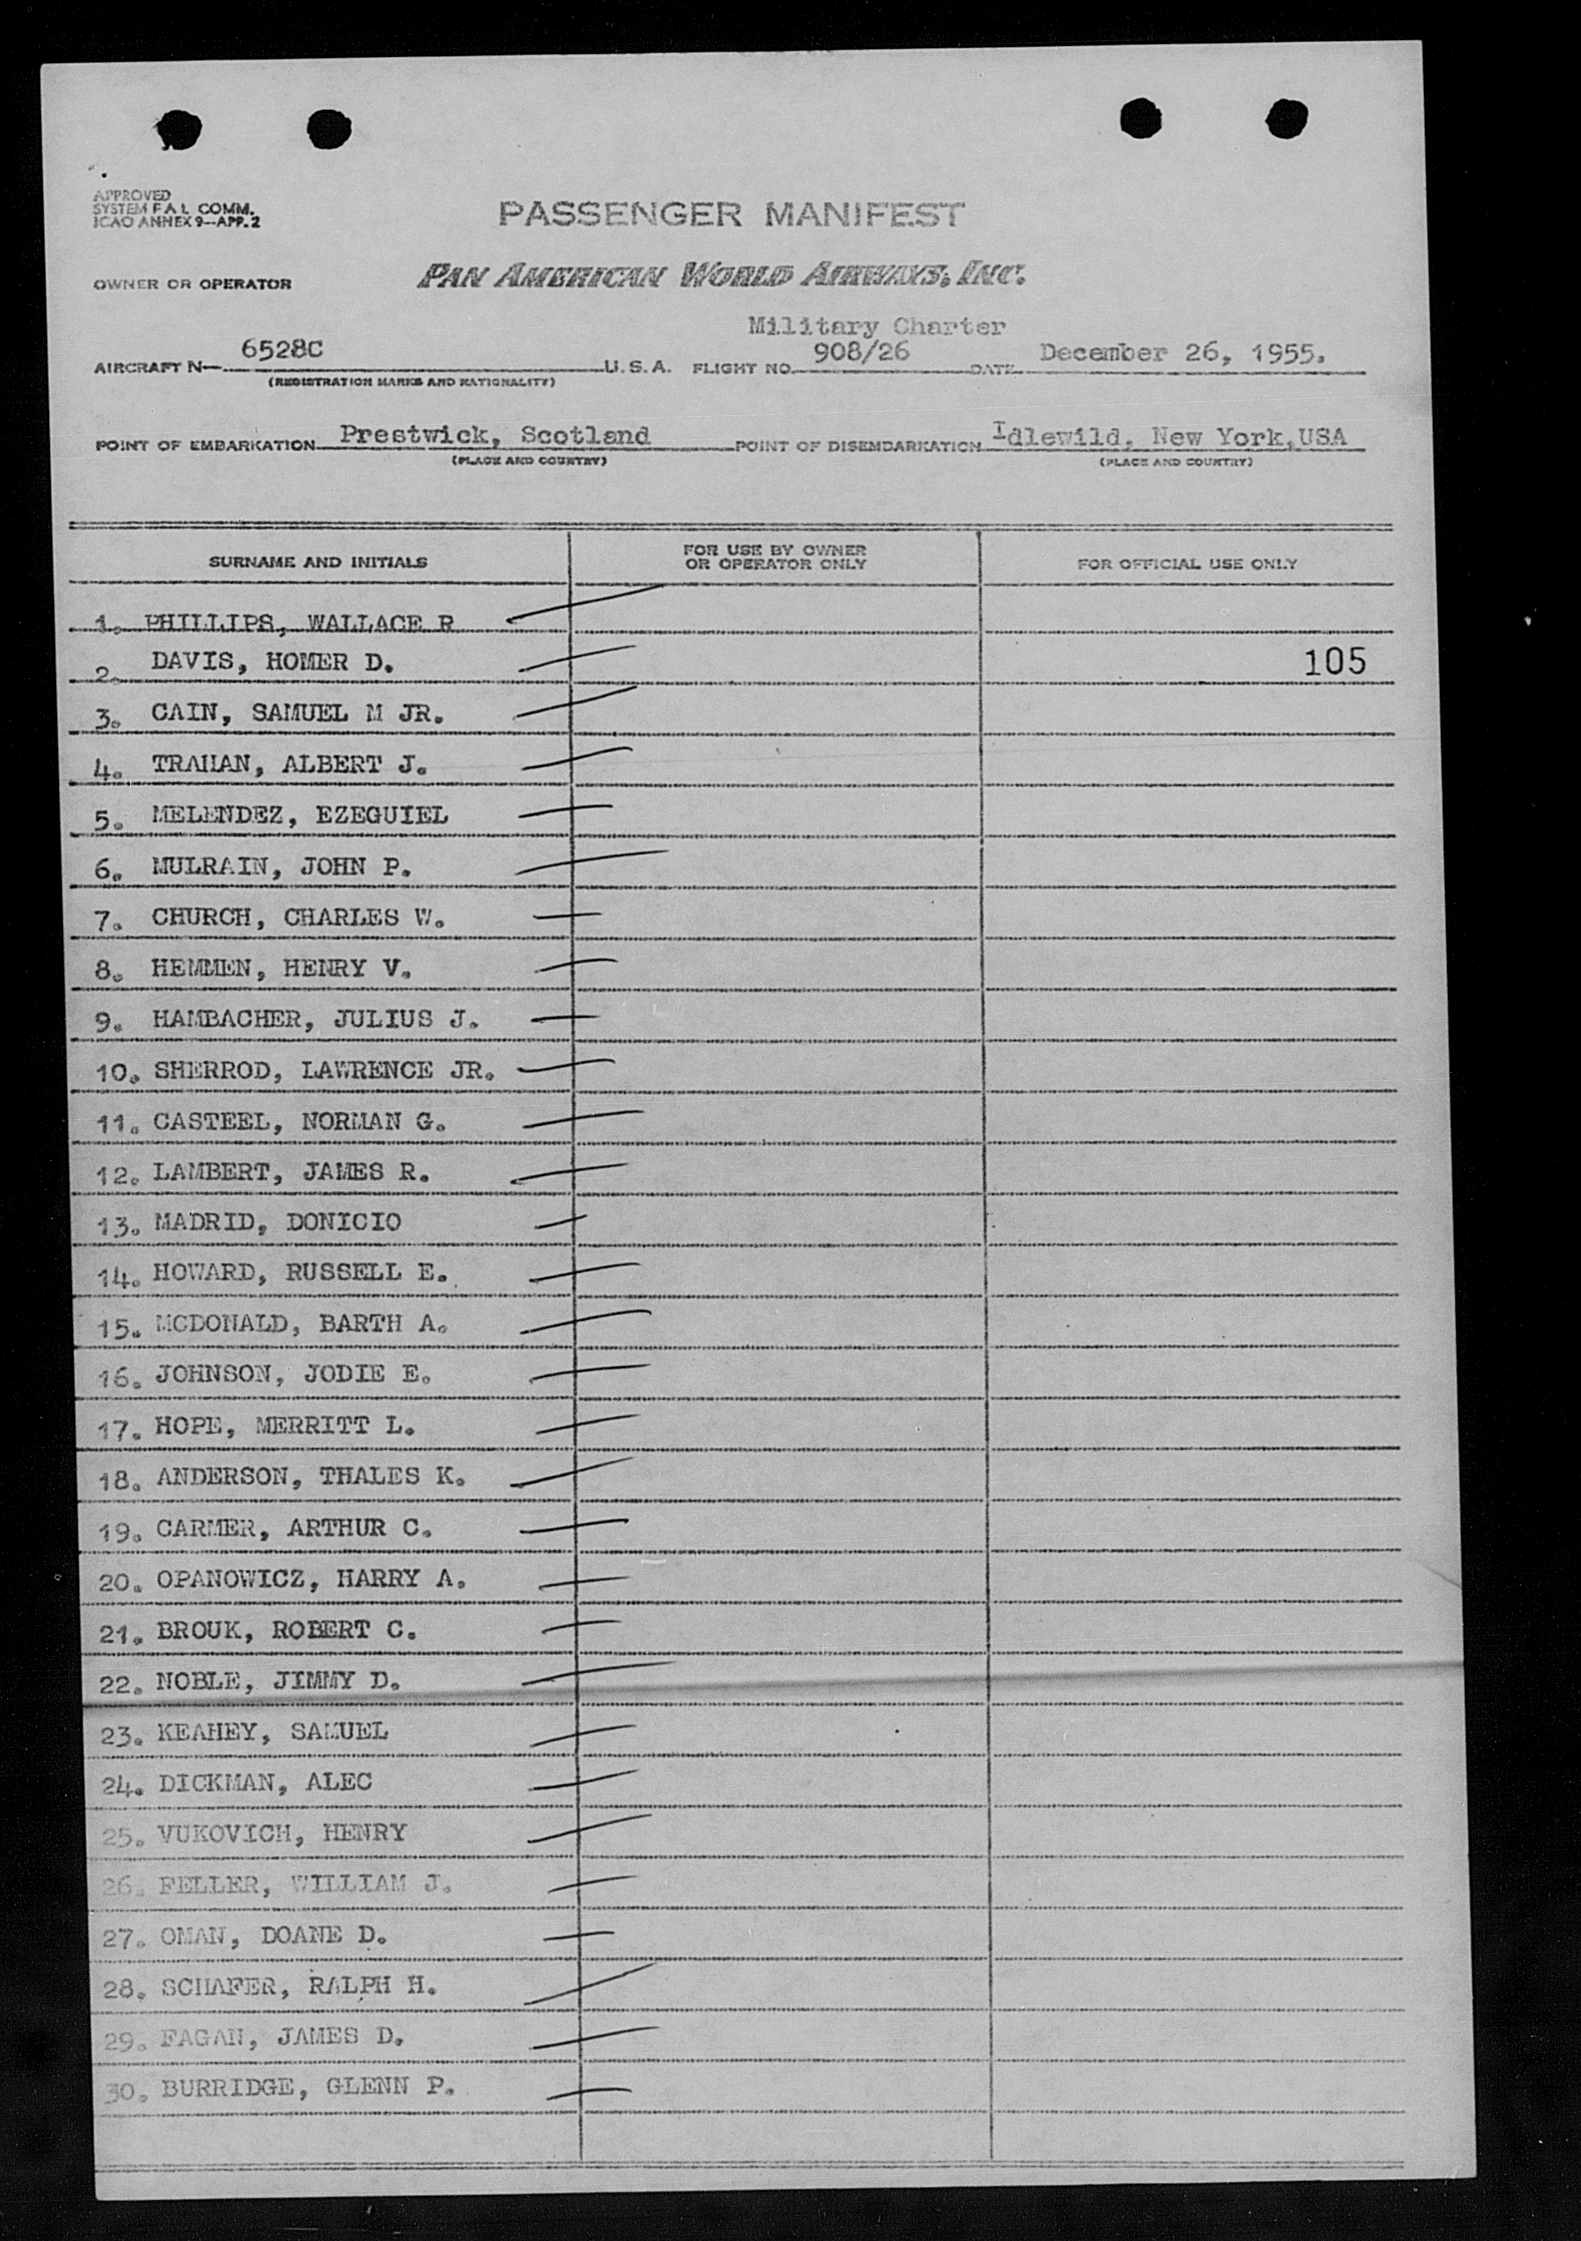 APPROVED
SYSTEM F A L COMM.
ICAO ANNEX 9—APP. 2
PASSENGER MANIFEST
OWNER OR OPERATOR PAN AMERICAN WORLD AIRWAYS, INC.
Military Charter
AIRCRAFT N— 6528C U. S. A. FLIGHT NO. 908/26 DATE December 26, 1955.
(REGISTRATION MARKS AND NATIONALITY)
POINT OF EMBARKATION Prestwick, Scotland POINT OF DISEMBARKATION Idlewild, New York,USA
(PLACE AND COUNTRY) (PLACE AND COUNTRY)
SURNAME AND INITIALS FOR USE BY OWNER OR OPERATOR ONLY FOR OFFICIAL USE ONLY
1. PHILLIPS, WALLACE R
2. DAVIS, HOMER D. 105
3. CAIN, SAMUEL M JR.
4. TRAHAN, ALBERT J.
5. MELENDEZ, EZEGUIEL
6. MULRAIN, JOHN P.
7. CHURCH, CHARLES W.
8. HEMMEN, HENRY V.
9. HAMBACHER, JULIUS J.
10. SHERROD, LAWRENCE JR.
11. CASTEEL, NORMAN G.
12. LAMBERT, JAMES R.
13. MADRID, DONICIO
14. HOWARD, RUSSELL E.
15. MCDONALD, BARTH A.
16. JOHNSON, JODIE E.
17. HOPE, MERRITT L.
18. ANDERSON, THALES K.
19. CARMER, ARTHUR C.
20. OPANOWICZ, HARRY A.
21. BROUK, ROBERT C.
22. NOBLE, JIMMY D.
23. KEAHEY, SAMUEL
24. DICKMAN, ALEC
25. VUKOVICH, HENRY
26. FELLER, WILLIAM J.
27. OMAN, DOANE D.
28. SCHAFER, RALPH H.
29. FAGAN, JAMES D.
30. BURRIDGE, GLENN P.